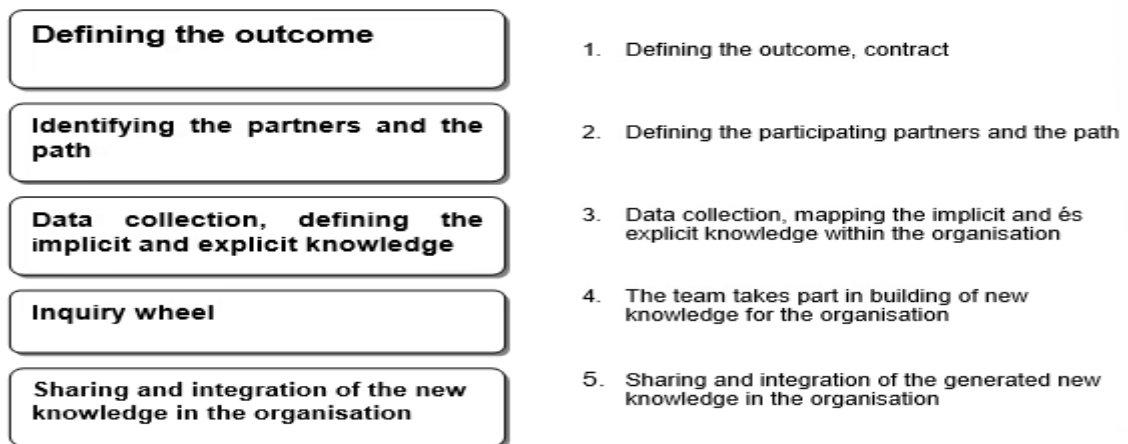 Defining the outcome
1. Defining the outcome, contract
Identifying the partners and the
path
2. Defining the participating partners and the path
Data collection, defining the
implicit and explicit knowledge
3. Data collection, mapping the implicit and és
explicit knowledge within the organisation
Inquiry wheel
4. The team takes part in building of new
knowledge for the organisation
Sharing and integration of the new
knowledge in the organisation
5. Sharing and integration of the generated new
knowledge in the organisation